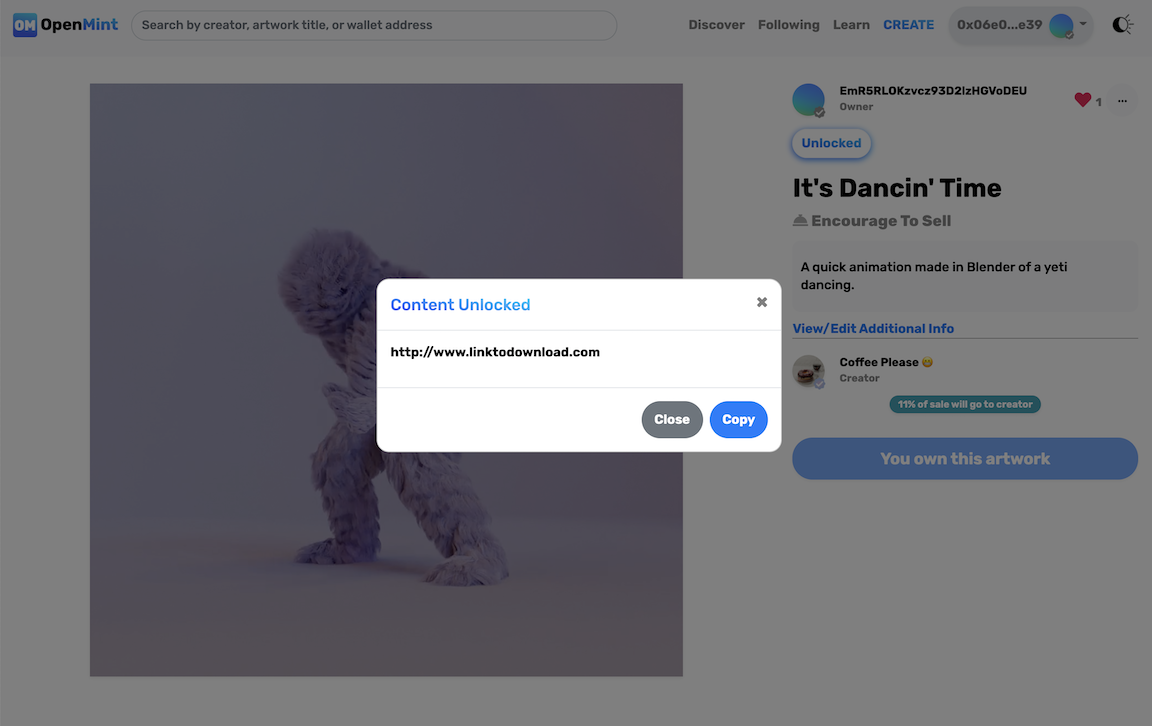 OM OpenMint
Search by creator, artwork title, or wallet address
Discover Following Learn CREATE 0x06e0...e39
EmR5RLOKzvcz93D2lzHGVoDEU
Owner
1
...
Unlocked
It's Dancin' Time
Encourage To Sell
A quick animation made in Blender of a yeti
dancing.
View/Edit Additional Info
Coffee Please 😄
Creator
11% of sale will go to creator
You own this artwork
Content Unlocked
http://www.linktodownload.com
Close Copy